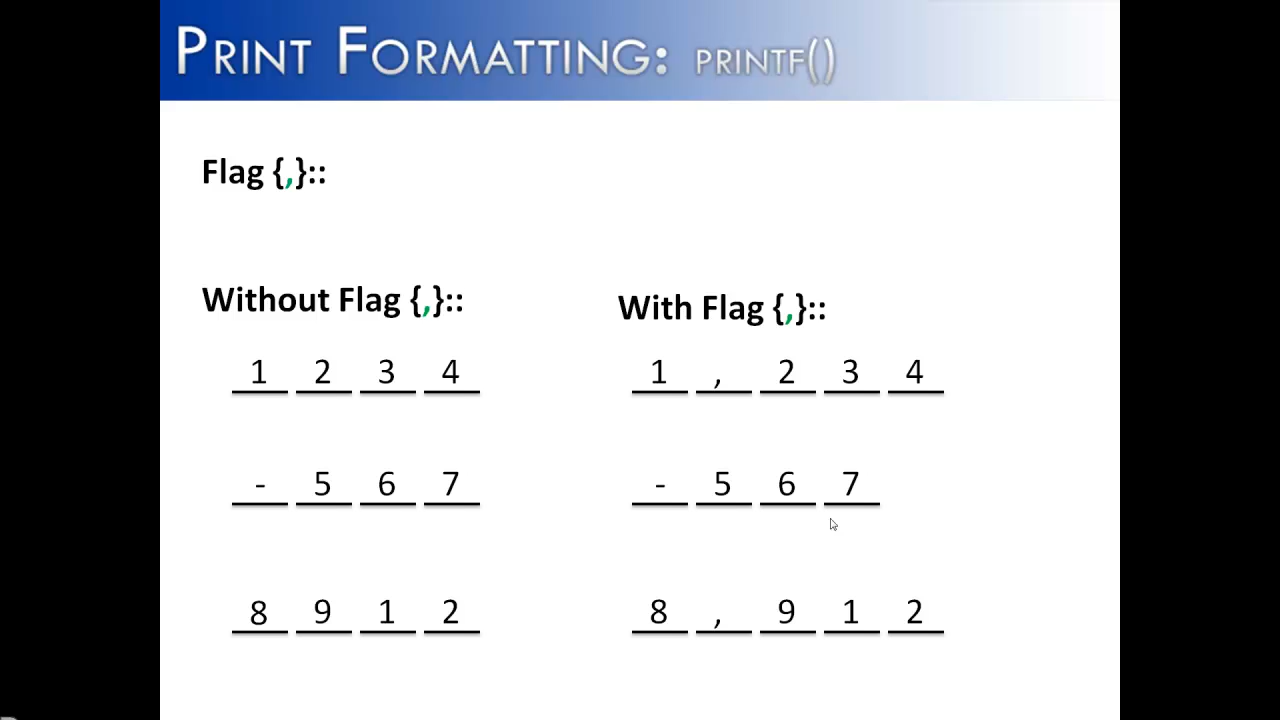 PRINT FORMATTING: PRINTF()
Flag {,}::
Without Flag {,}::
1 2 3 4
- 5 6 7
8 9 1 2
With Flag {,}::
1 , 2 3 4
- 5 6 7
8 , 9 1 2